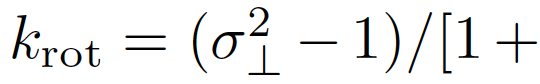 k_rot = (σ_⊥^2 − 1)/[1 +